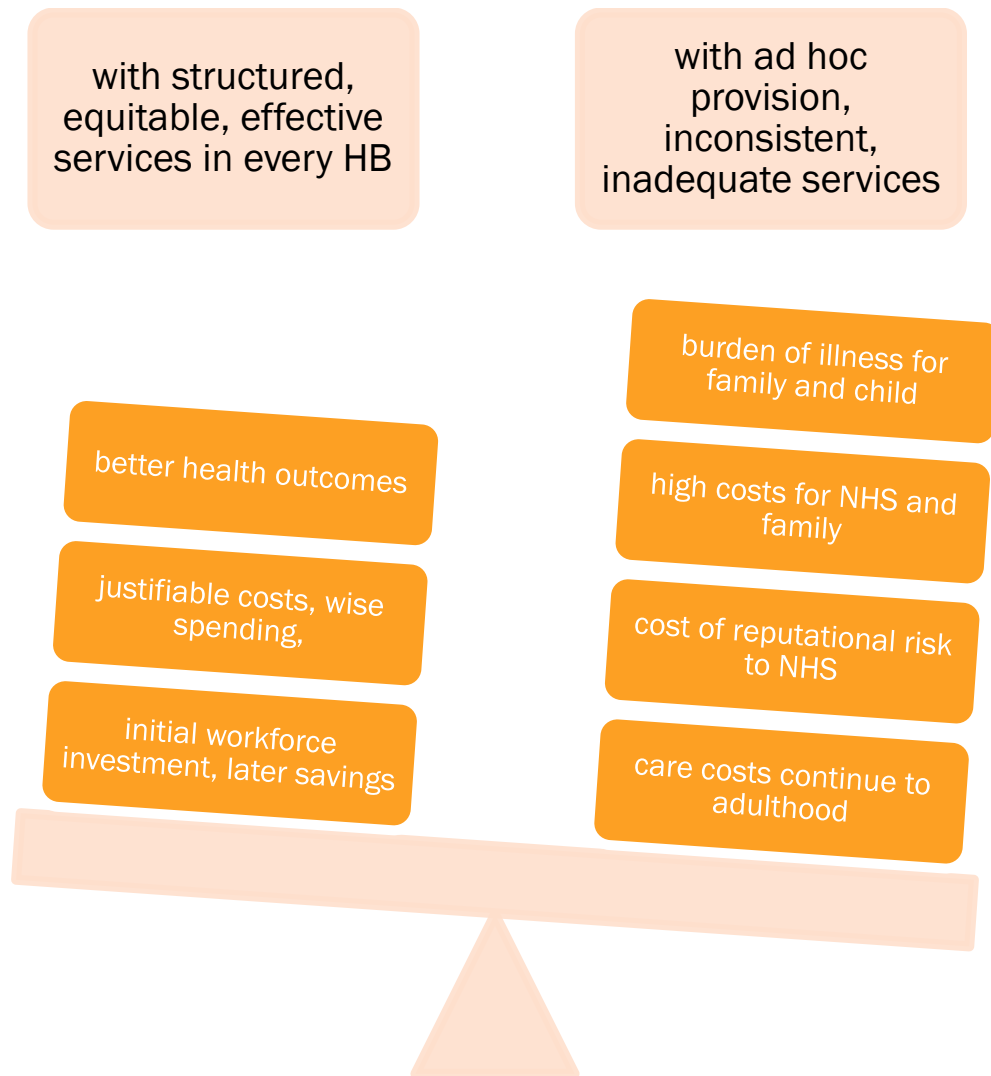 with structured,
equitable, effective
services in every HB
with ad hoc
provision,
inconsistent,
inadequate services
better health outcomes
justifiable costs, wise
spending,
initial workforce
investment, later savings
burden of illness for
family and child
high costs for NHS and
family
cost of reputational risk
to NHS
care costs continue to
adulthood